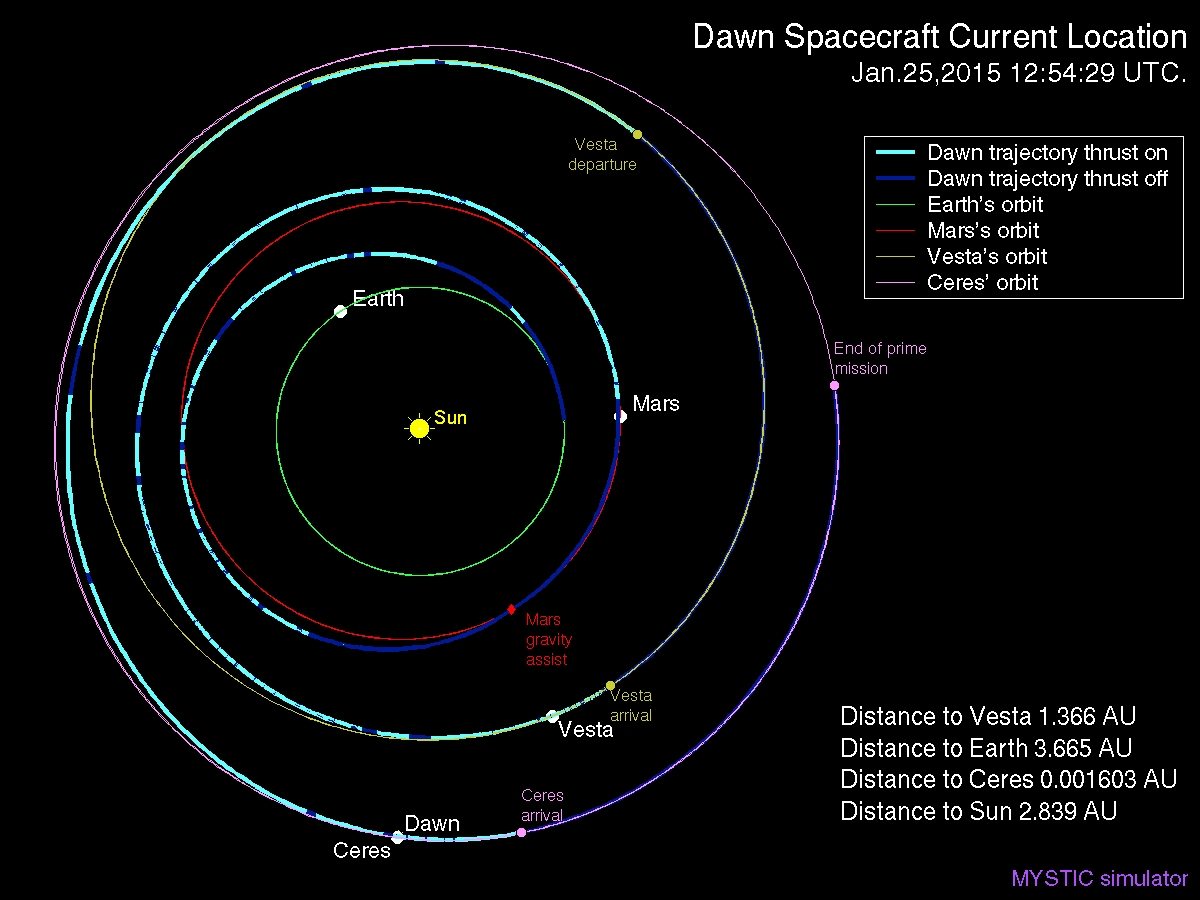 Dawn Spacecraft Current Location
Jan.25,2015 12:54:29 UTC.
Dawn trajectory thrust on
Dawn trajectory thrust off
Earth's orbit
Mars's orbit
Vesta's orbit
Ceres' orbit
Vesta
departure
Earth
End of prime
mission
Mars
Sun
Mars
gravity
assist
Vesta
arrival
Vesta
Distance to Vesta 1.366 AU
Distance to Earth 3.665 AU
Distance to Ceres 0.001603 AU
Distance to Sun 2.839 AU
Ceres
arrival
Dawn
Ceres
MYSTIC simulator